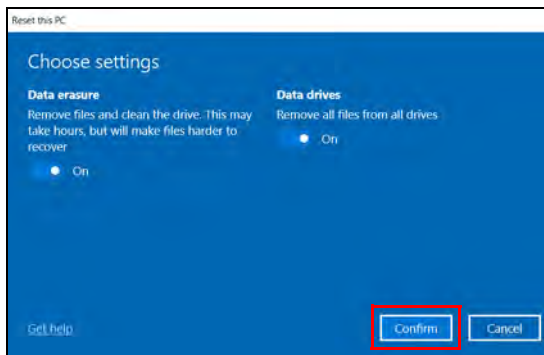 Reset this PC
Choose settings
Data erasure
Remove files and clean the drive. This may
take hours, but will make files harder to
recover
On
Data drives
Remove all files from all drives
On
Get help
Confirm
Cancel